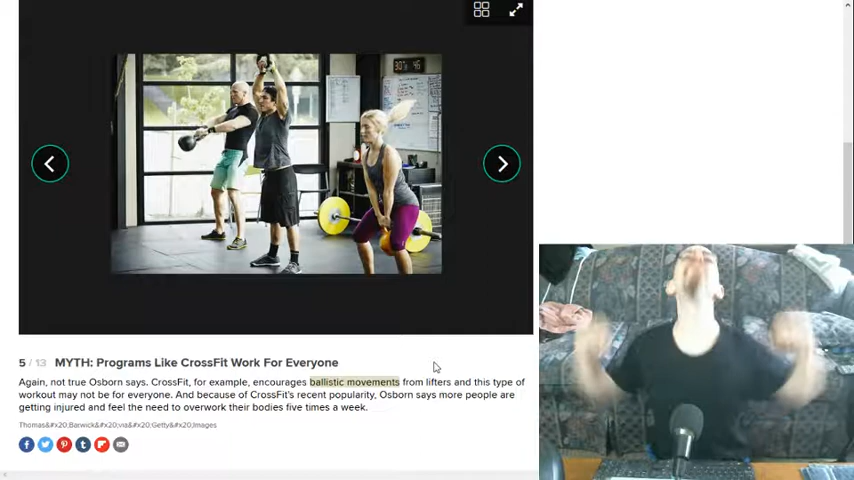 30 45
5 / 13 MYTH: Programs Like CrossFit Work For Everyone
Again, not true Osborn says. CrossFit, for example, encourages ballistic movements from lifters and this type of
workout may not be for everyone. And because of CrossFit's recent popularity, Osborn says more people are
getting injured and feel the need to overwork their bodies five times a week.
Thomas&#x20;Barwick&#x20;via&#x20;Getty&#x20;Images